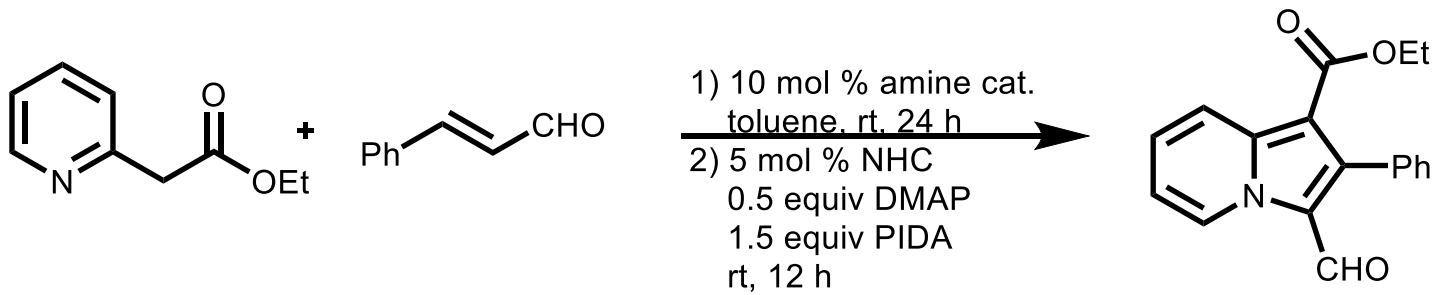 N
O
OEt
+
Ph
CHO
1) 10 mol % amine cat.
toluene, rt, 24 h
2) 5 mol % NHC
0.5 equiv DMAP
1.5 equiv PIDA
rt, 12 h
O
OEt
N
Ph
CHO